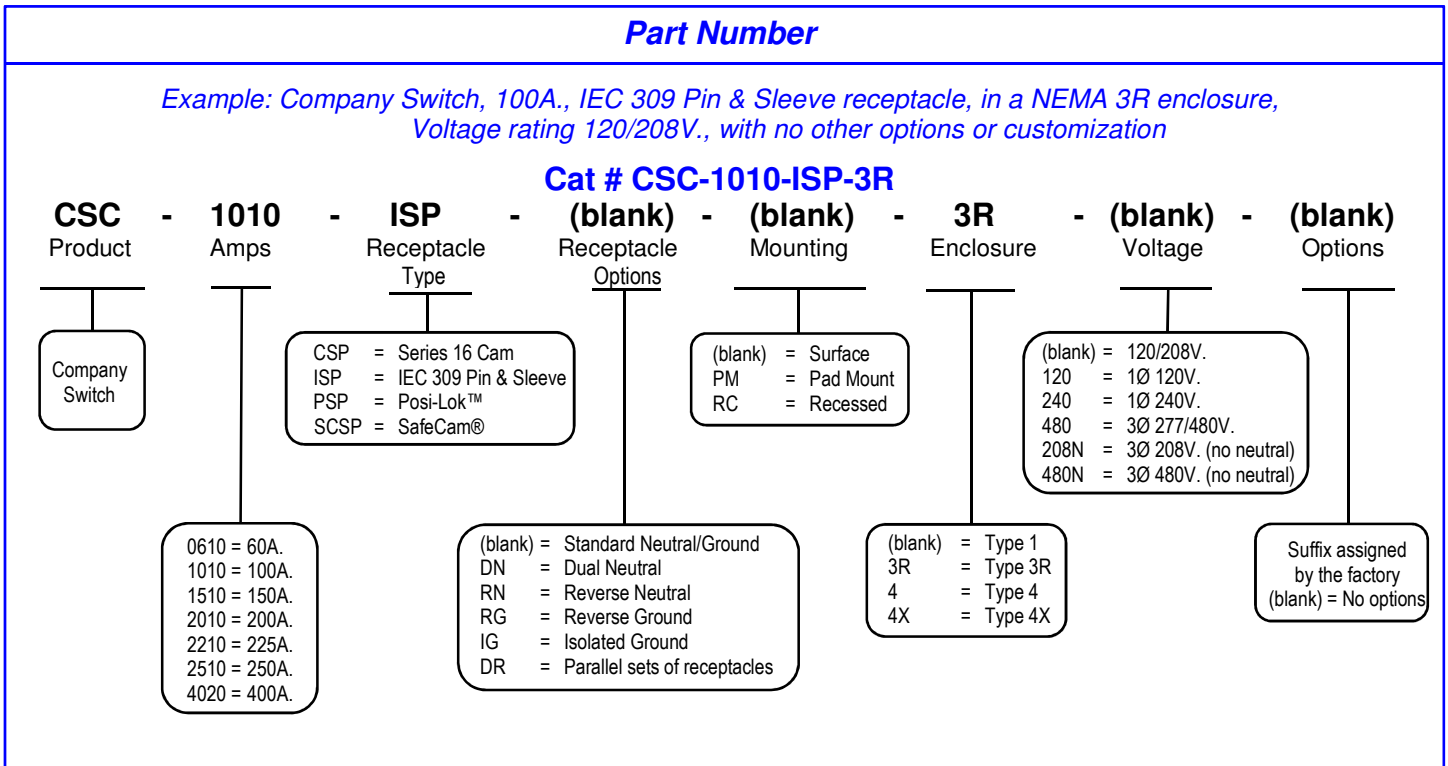 Part Number
Example: Company Switch, 100A., IEC 309 Pin & Sleeve receptacle, in a NEMA 3R enclosure,
Voltage rating 120/208V., with no other options or customization
Cat # CSC-1010-ISP-3R
CSC - 1010 - ISP - (blank) - (blank) - 3R - (blank) - (blank)
Product Amps Receptacle Receptacle Mounting Enclosure Voltage Options
Type Options
Company
Switch
CSP = Series 16 Cam
ISP = IEC 309 Pin & Sleeve
PSP = Posi-Lok™
SCSP = SafeCam®
(blank) = Surface
PM = Pad Mount
RC = Recessed
(blank) = 120/208V.
120 = 1Ø 120V.
240 = 1Ø 240V.
480 = 3Ø 277/480V.
208N = 3Ø 208V. (no neutral)
480N = 3Ø 480V. (no neutral)
0610 = 60A.
1010 = 100A.
1510 = 150A.
2010 = 200A.
2210 = 225A.
2510 = 250A.
4020 = 400A.
(blank) = Standard Neutral/Ground
DN = Dual Neutral
RN = Reverse Neutral
RG = Reverse Ground
IG = Isolated Ground
DR = Parallel sets of receptacles
(blank) = Type 1
3R = Type 3R
4 = Type 4
4X = Type 4X
Suffix assigned
by the factory
(blank) = No options